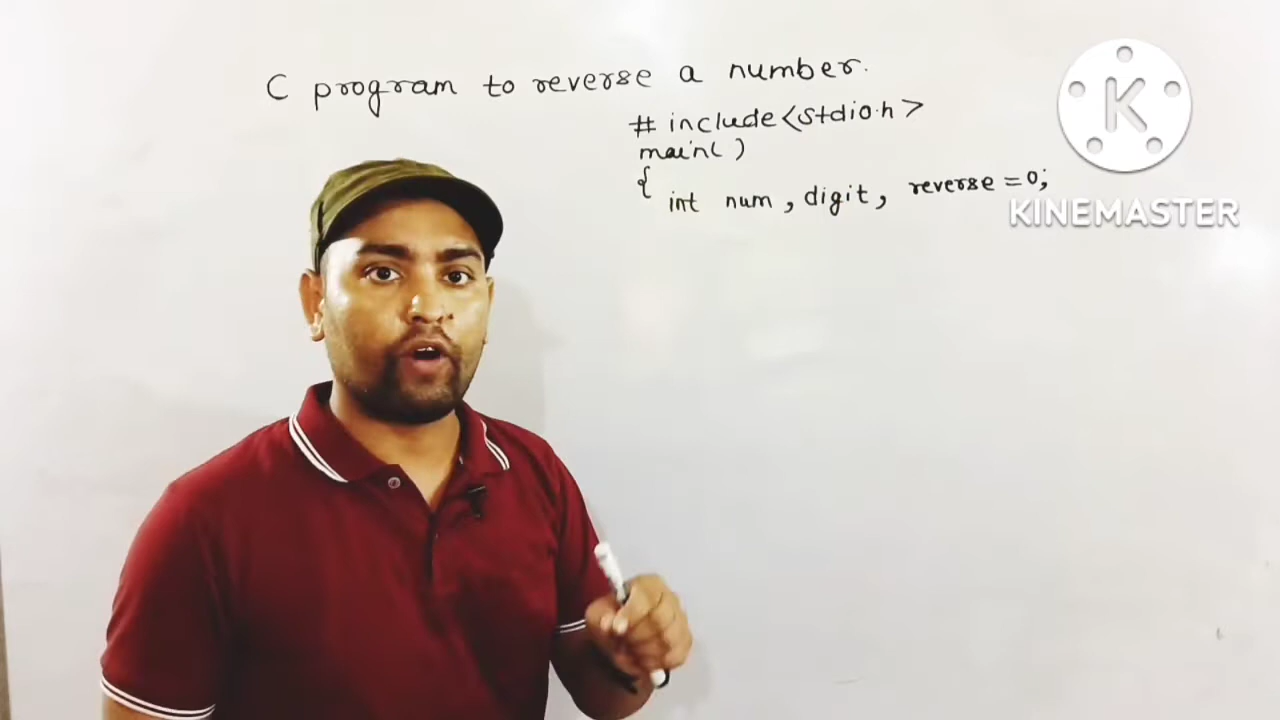 C program to reverse a number.
# include<stdio.h>
main()
{
int num, digit, reverse=0;
K
KINEMASTER